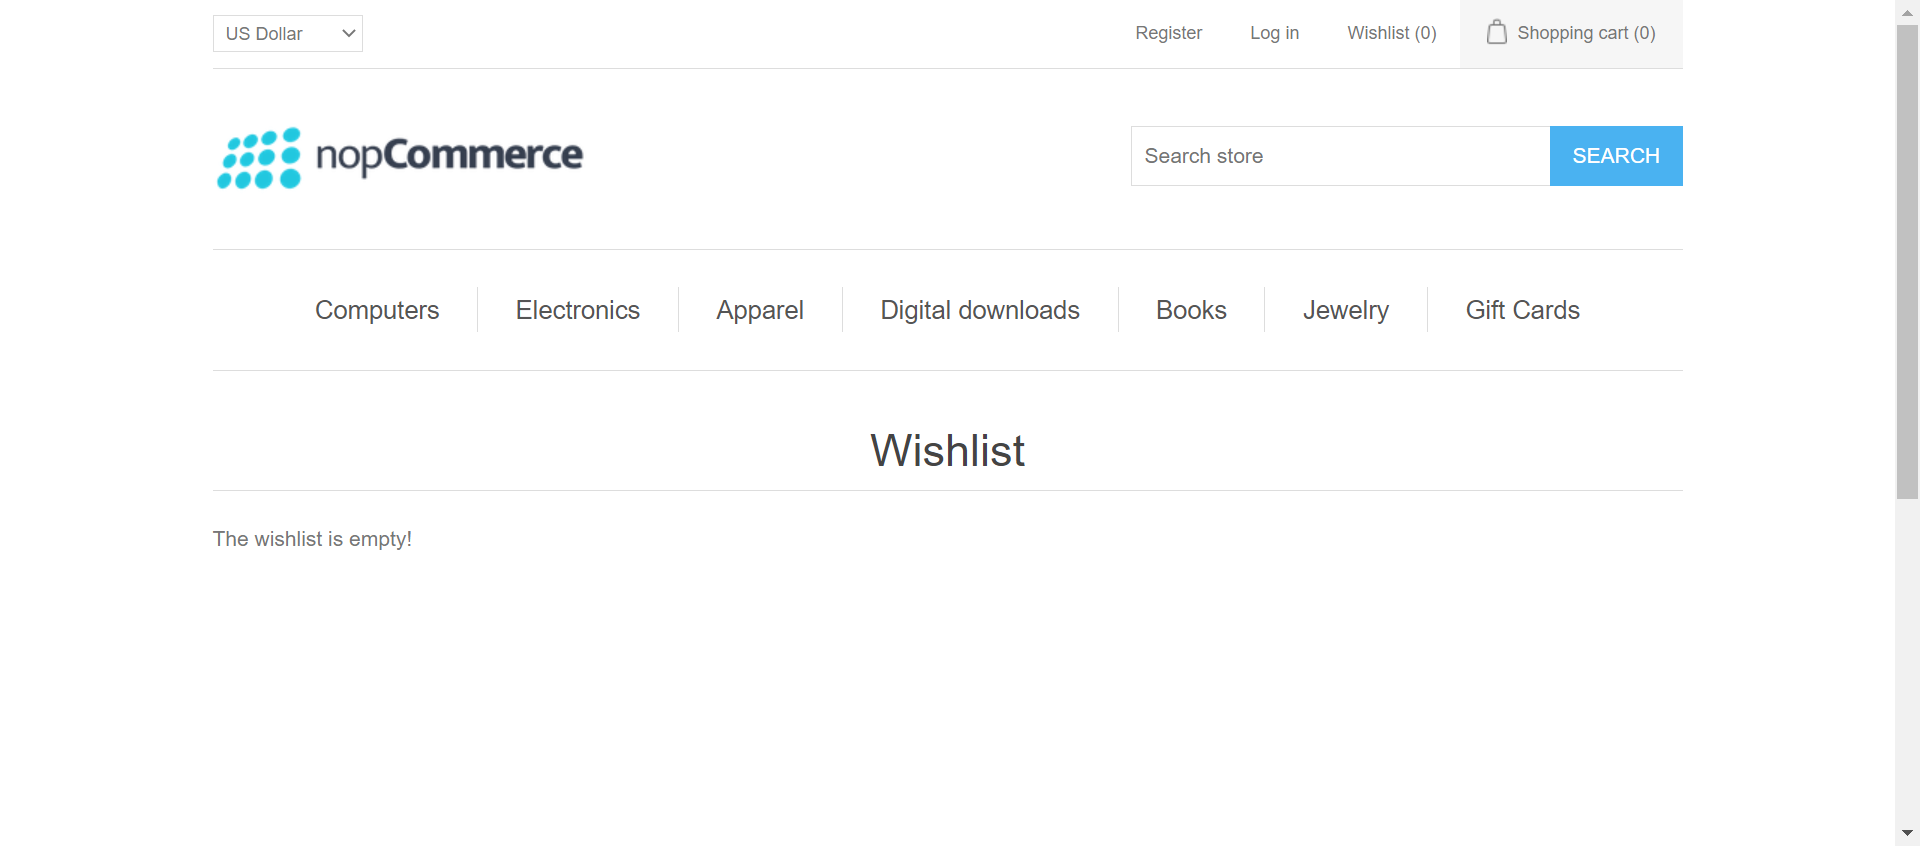 US Dollar
Register
Log in
Wishlist (0)
Shopping cart (0)
nopCommerce
Search store
SEARCH
Computers
Electronics
Apparel
Digital downloads
Books
Jewelry
Gift Cards
Wishlist
The wishlist is empty!